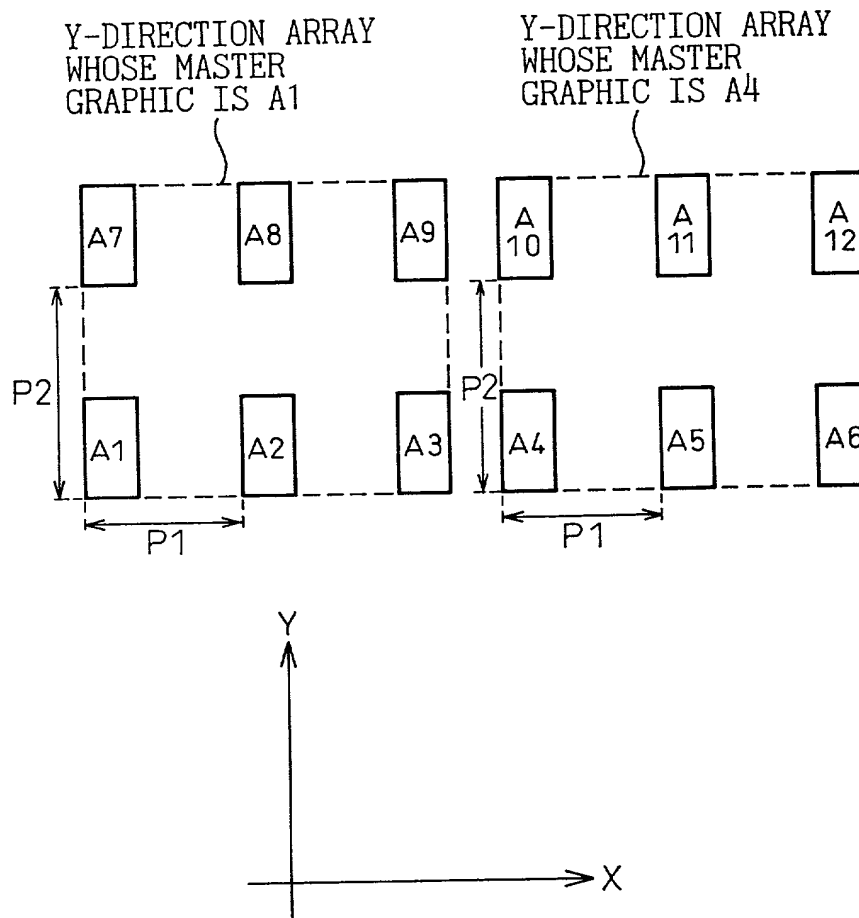 Y-DIRECTION ARRAY
WHOSE MASTER
GRAPHIC IS A1
Y-DIRECTION ARRAY
WHOSE MASTER
GRAPHIC IS A4
A7
A8
A9
A
10
A
11
A
12
P2
P2
A1
A2
A3
A4
A5
A6
P1
P1
Y
X